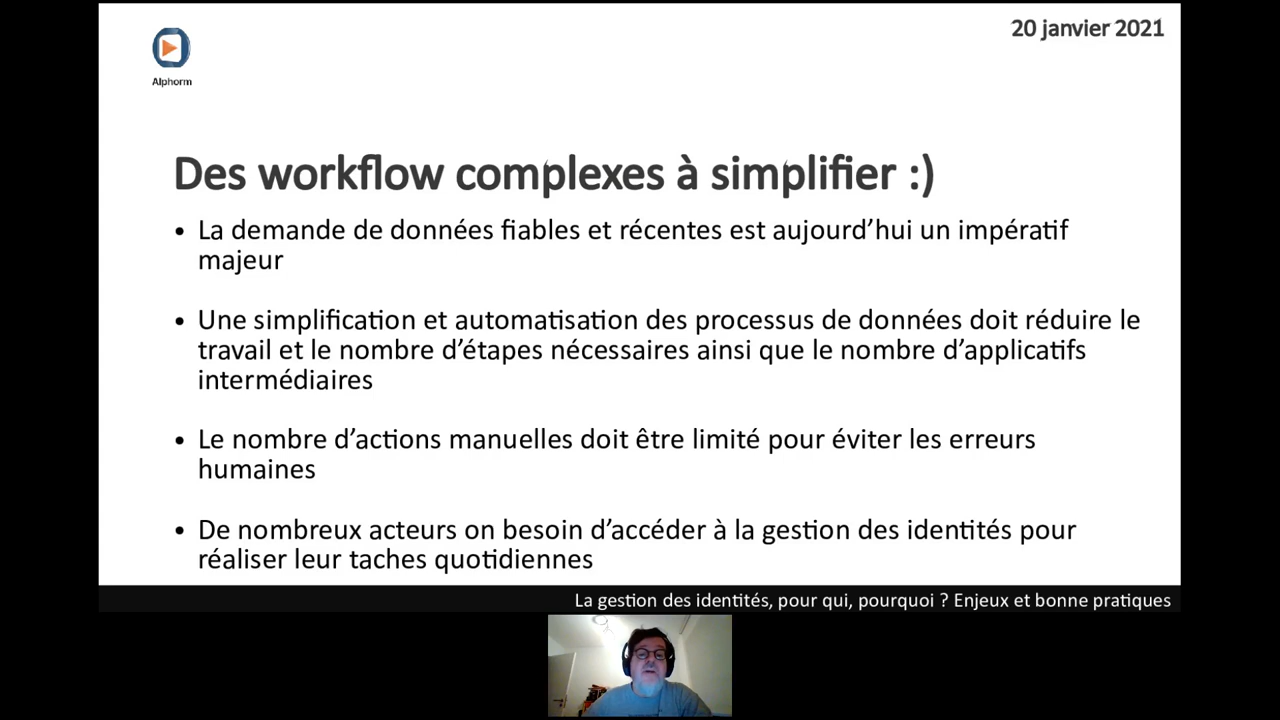 20 janvier 2021
Alphorm
Des workflow complexes à simplifier :)
• La demande de données fiables et récentes est aujourd’hui un impératif
majeur
• Une simplification et automatisation des processus de données doit réduire le
travail et le nombre d’étapes nécessaires ainsi que le nombre d’applicatifs
intermédiaires
• Le nombre d’actions manuelles doit être limité pour éviter les erreurs
humaines
• De nombreux acteurs on besoin d’accéder à la gestion des identités pour
réaliser leur taches quotidiennes
La gestion des identités, pour qui, pourquoi ? Enjeux et bonne pratiques